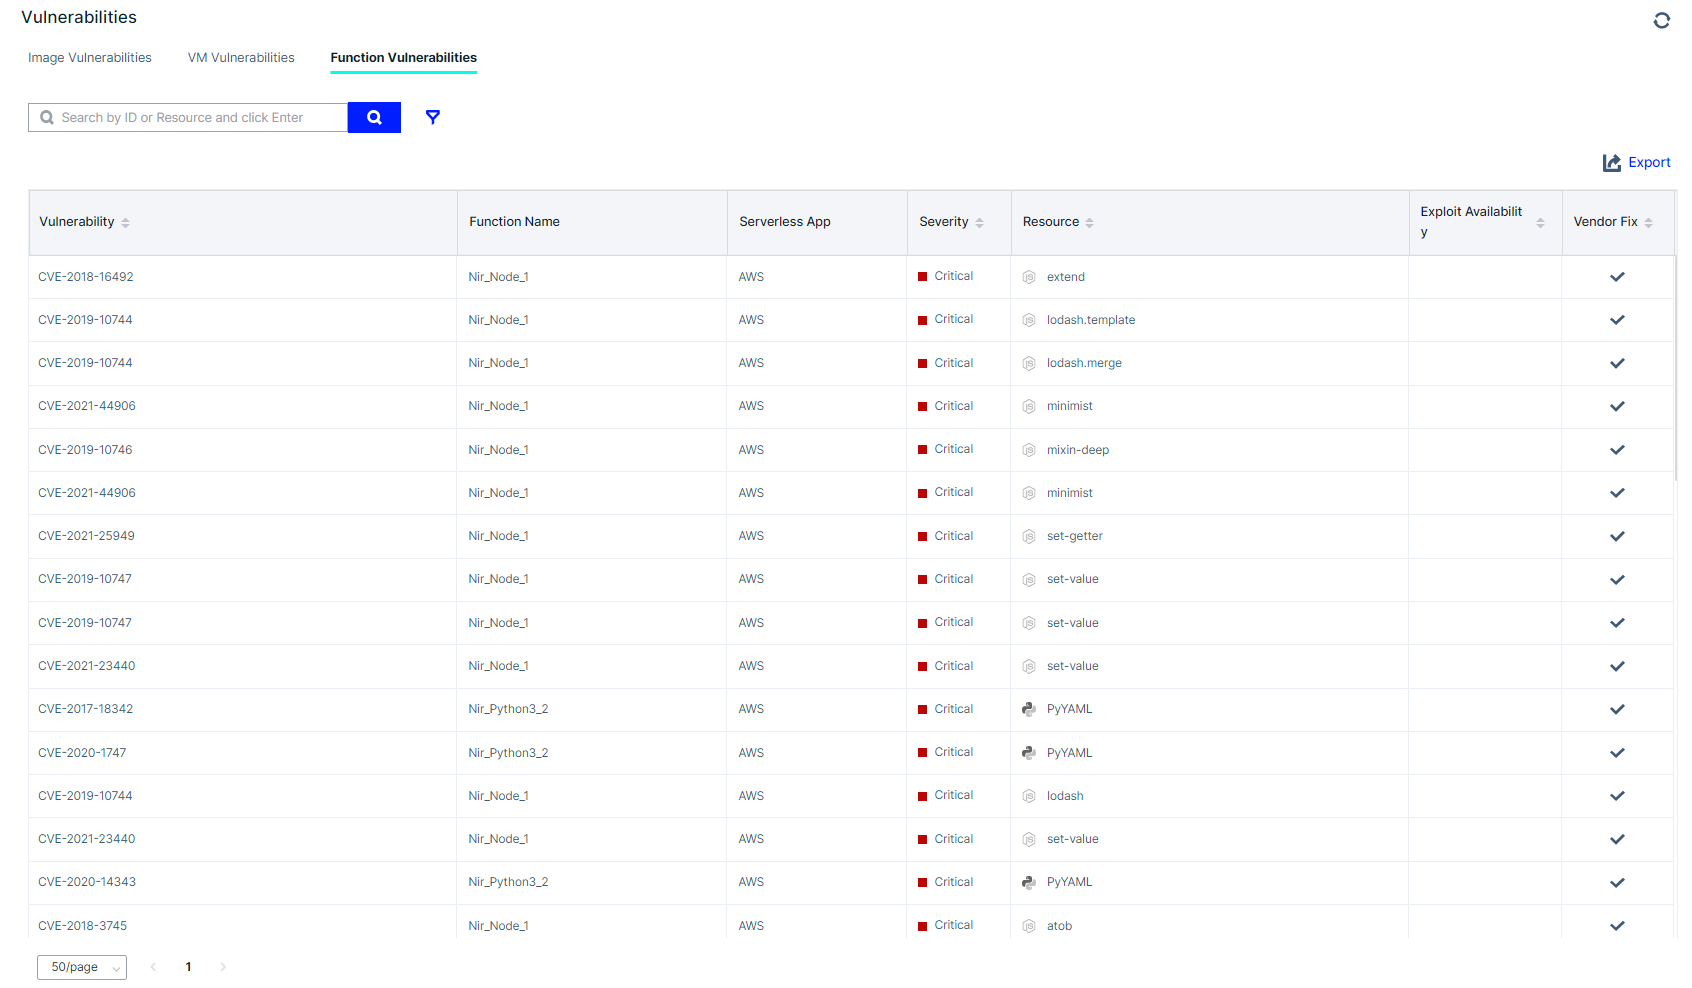 Vulnerabilities
Image Vulnerabilities VM Vulnerabilities Function Vulnerabilities
Search by ID or Resource and click Enter
Export
Vulnerability Function Name Serverless App Severity Resource Exploit Availabilit
y Vendor Fix
CVE-2018-16492 Nir_Node_1 AWS Critical extend
CVE-2019-10744 Nir_Node_1 AWS Critical lodash.template
CVE-2019-10744 Nir_Node_1 AWS Critical lodash.merge
CVE-2021-44906 Nir_Node_1 AWS Critical minimist
CVE-2019-10746 Nir_Node_1 AWS Critical mixin-deep
CVE-2021-44906 Nir_Node_1 AWS Critical minimist
CVE-2021-25949 Nir_Node_1 AWS Critical set-getter
CVE-2019-10747 Nir_Node_1 AWS Critical set-value
CVE-2019-10747 Nir_Node_1 AWS Critical set-value
CVE-2021-23440 Nir_Node_1 AWS Critical set-value
CVE-2017-18342 Nir_Python3_2 AWS Critical PyYAML
CVE-2020-1747 Nir_Python3_2 AWS Critical PyYAML
CVE-2019-10744 Nir_Node_1 AWS Critical lodash
CVE-2021-23440 Nir_Node_1 AWS Critical set-value
CVE-2020-14343 Nir_Python3_2 AWS Critical PyYAML
CVE-2018-3745 Nir_Node_1 AWS Critical atob
50/page 1